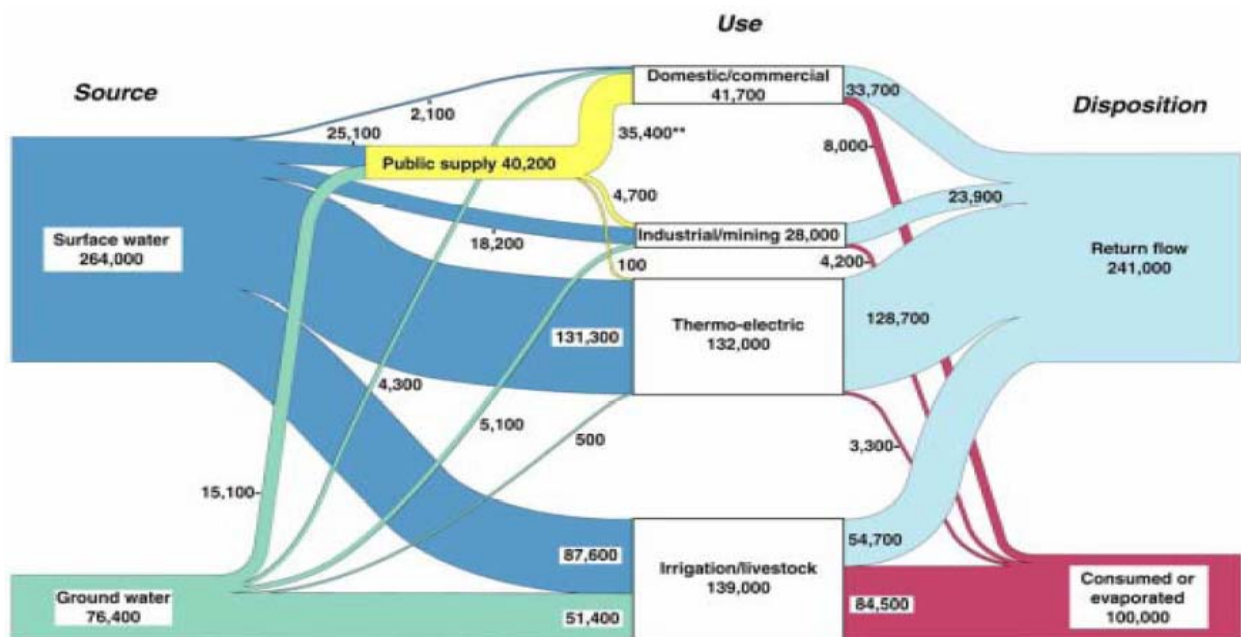 Use
Source
Disposition
Domestic/commercial
41,700
33,700
2,100
25,100
35,400**
8,000
Public supply 40,200
4,700
23,900
Surface water
264,000
18,200
Industrial/mining 28,000
100
4,200
Return flow
241,000
131,300
Thermo-electric
132,000
128,700
4,300
5,100
500
3,300
15,100
87,600
54,700
Irrigation/livestock
139,000
Ground water
76,400
51,400
84,500
Consumed or
evaporated
100,000